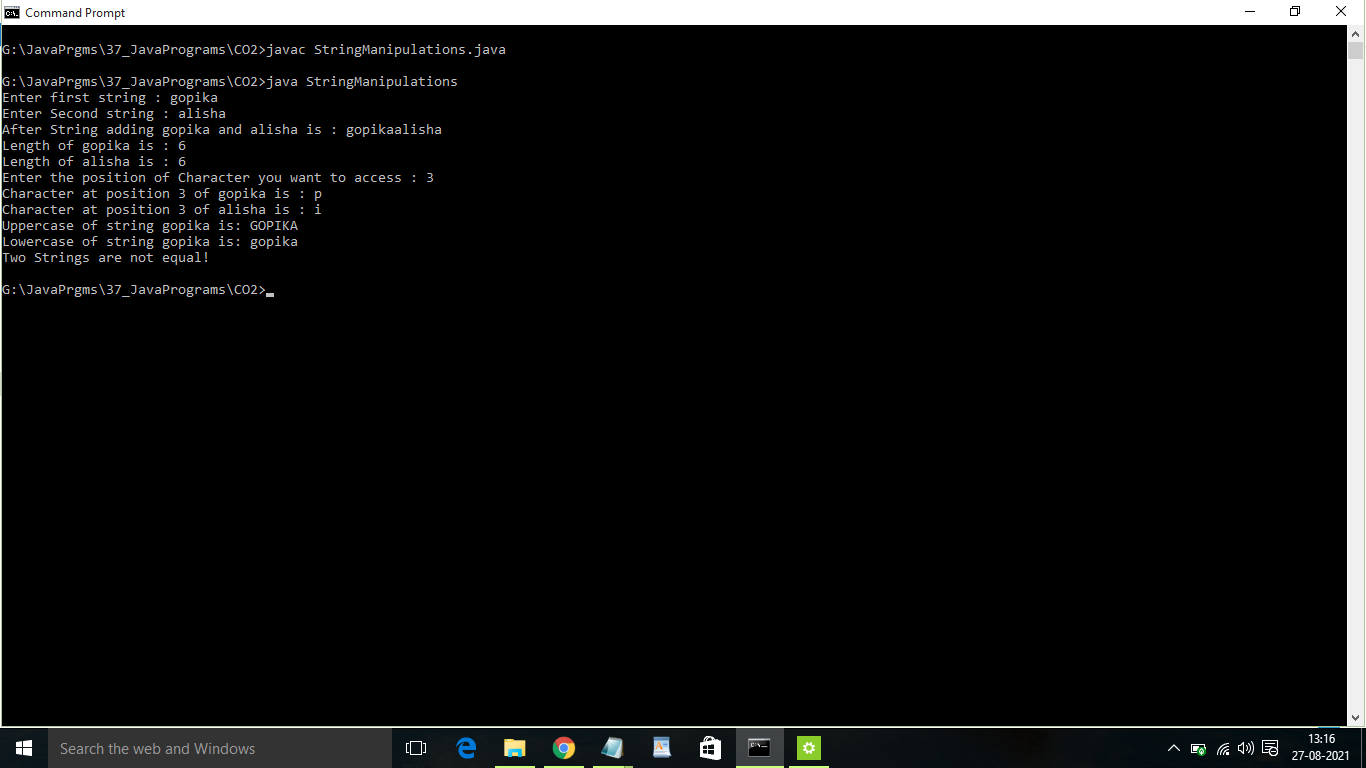 Command Prompt
G:\JavaPrgms\37_JavaPrograms\CO2>javac StringManipulations.java
G:\JavaPrgms\37_JavaPrograms\CO2>java StringManipulations
Enter first string : gopika
Enter Second string : alisha
After String adding gopika and alisha is : gopikaalisha
Length of gopika is : 6
Length of alisha is : 6
Enter the position of Character you want to access : 3
Character at position 3 of gopika is : p
Character at position 3 of alisha is : i
Uppercase of string gopika is: GOPIKA
Lowercase of string gopika is: gopika
Two Strings are not equal!
G:\JavaPrgms\37_JavaPrograms\CO2>
Search the web and Windows
13:16
27-08-2021